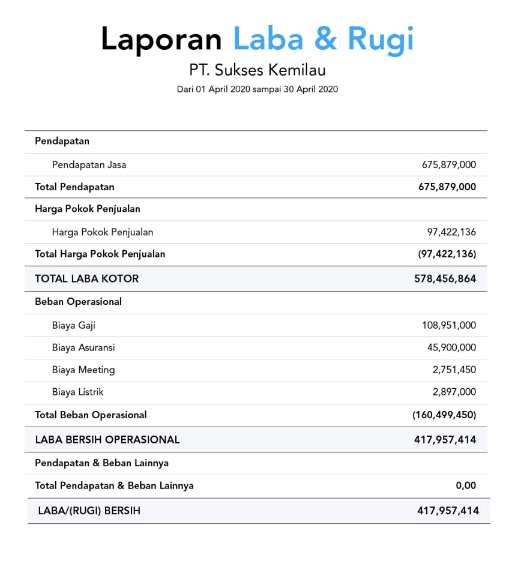 Laporan Laba & Rugi
PT. Sukses Kemilau
Dari 01 April 2020 sampai 30 April 2020
Pendapatan
Pendapatan Jasa 675,879,000
Total Pendapatan 675,879,000
Harga Pokok Penjualan
Harga Pokok Penjualan 97,422,136
Total Harga Pokok Penjualan (97,422,136)
TOTAL LABA KOTOR 578,456,864
Beban Operasional
Biaya Gaji 108,951,000
Biaya Asuransi 45,900,000
Biaya Meeting 2,751,450
Biaya Listrik 2,897,000
Total Beban Operasional (160,499,450)
LABA BERSIH OPERASIONAL 417,957,414
Pendapatan & Beban Lainnya
Total Pendapatan & Beban Lainnya 0,00
LABA/(RUGI) BERSIH 417,957,414